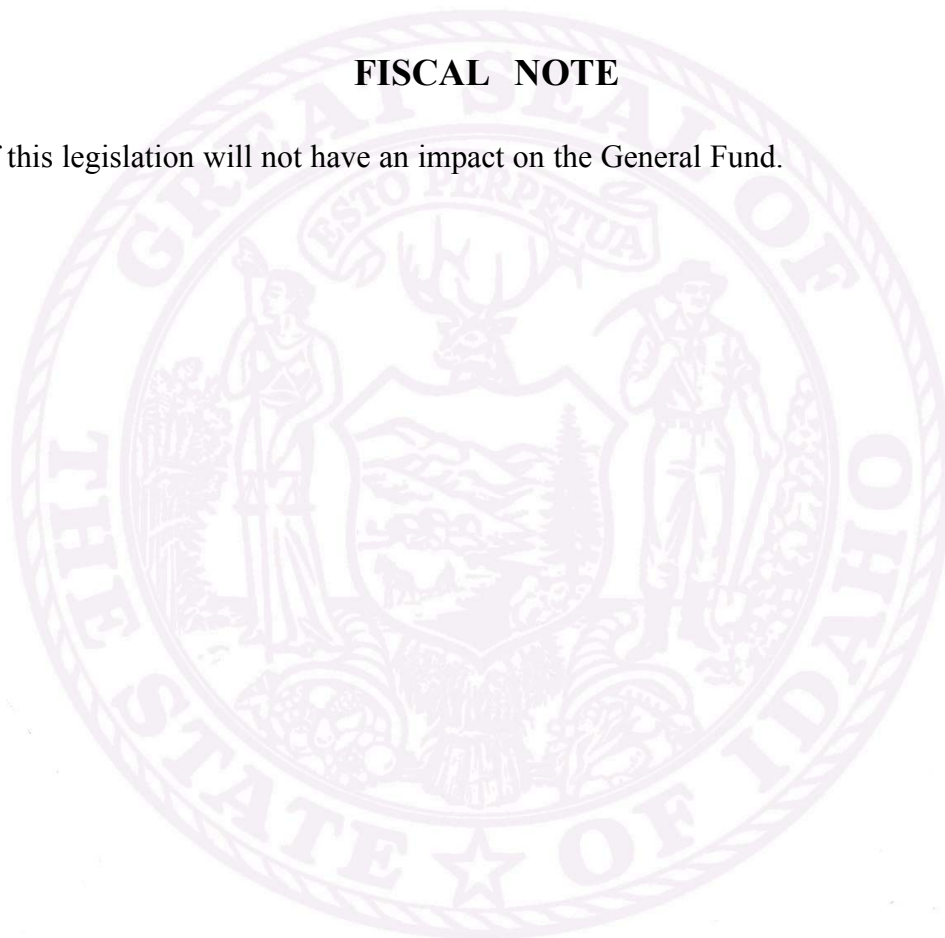 FISCAL NOTE
this legislation will not have an impact on the General Fund.
GREAT SEAL OF
ESTO PERPETUA
THE STATE OF IDAHO